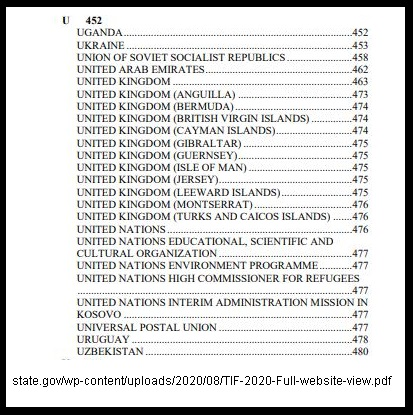 U 452
UGANDA....................................................................452
UKRAINE...................................................................453
UNION OF SOVIET SOCIALIST REPUBLICS......................458
UNITED ARAB EMIRATES................................................462
UNITED KINGDOM.........................................................463
UNITED KINGDOM (ANGUILLA).......................................473
UNITED KINGDOM (BERMUDA).......................................474
UNITED KINGDOM (BRITISH VIRGIN ISLANDS).............474
UNITED KINGDOM (CAYMAN ISLANDS)..........................474
UNITED KINGDOM (GIBRALTAR).....................................475
UNITED KINGDOM (GUERNSEY)......................................475
UNITED KINGDOM (ISLE OF MAN)...................................475
UNITED KINGDOM (JERSEY)............................................475
UNITED KINGDOM (LEEWARD ISLANDS)........................475
UNITED KINGDOM (MONTSERRAT).................................476
UNITED KINGDOM (TURKS AND CAICOS ISLANDS).......476
UNITED NATIONS..........................................................476
UNITED NATIONS EDUCATIONAL, SCIENTIFIC AND
CULTURAL ORGANIZATION............................................477
UNITED NATIONS ENVIRONMENT PROGRAMME...........477
UNITED NATIONS HIGH COMMISSIONER FOR REFUGEES
.................................................................................477
UNITED NATIONS INTERIM ADMINISTRATION MISSION IN
KOSOVO....................................................................477
UNIVERSAL POSTAL UNION............................................477
URUGUAY..................................................................478
UZBEKISTAN...............................................................480
state.gov/wp-content/uploads/2020/08/TIF-2020-Full-website-view.pdf